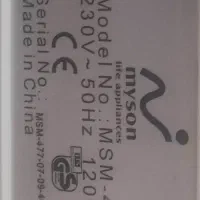 myson
life appliances
Model No.: MSM-4
230V~ 50Hz 120
CE
GS
Serial No.: MSM-477-07-09-4
Made in China